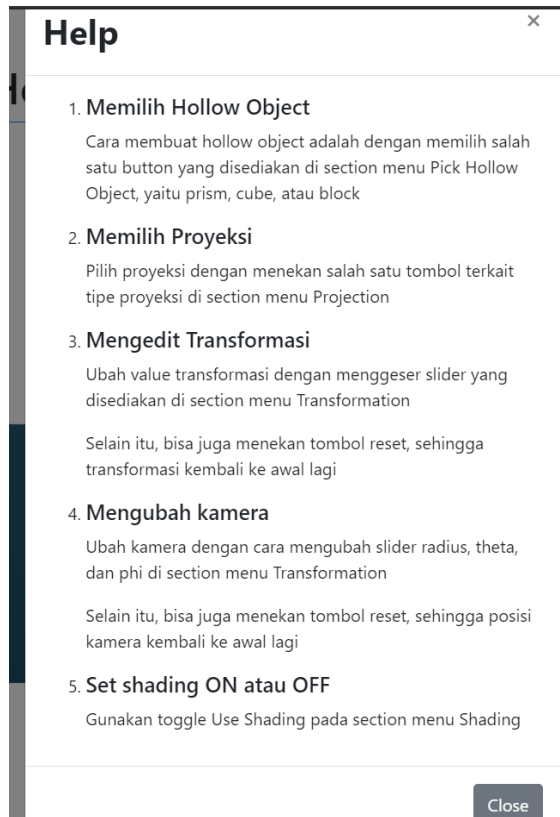 Help
×
1. Memilih Hollow Object
Cara membuat hollow object adalah dengan memilih salah
satu button yang disediakan di section menu Pick Hollow
Object, yaitu prism, cube, atau block
2. Memilih Proyeksi
Pilih proyeksi dengan menekan salah satu tombol terkait
tipe proyeksi di section menu Projection
3. Mengedit Transformasi
Ubah value transformasi dengan menggeser slider yang
disediakan di section menu Transformation
Selain itu, bisa juga menekan tombol reset, sehingga
transformasi kembali ke awal lagi
4. Mengubah kamera
Ubah kamera dengan cara mengubah slider radius, theta,
dan phi di section menu Transformation
Selain itu, bisa juga menekan tombol reset, sehingga posisi
kamera kembali ke awal lagi
5. Set shading ON atau OFF
Gunakan toggle Use Shading pada section menu Shading
Close